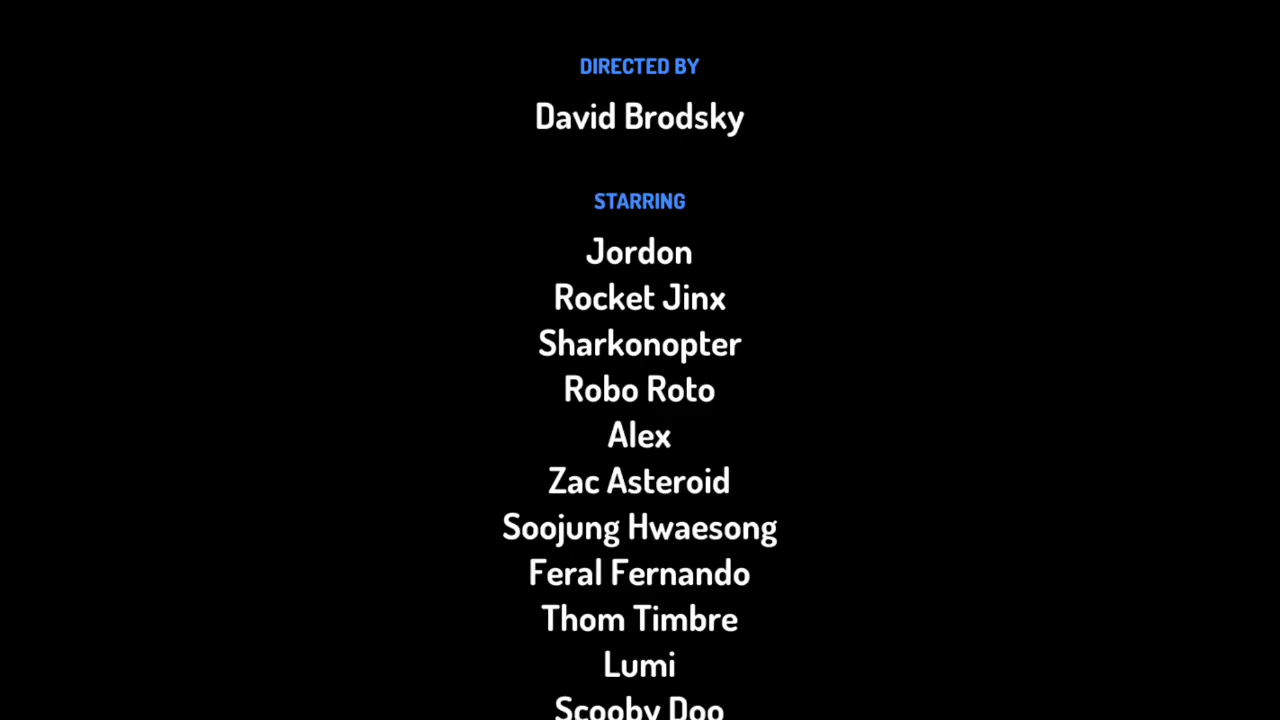 DIRECTED BY
David Brodsky
STARRING
Jordon
Rocket Jinx
Sharkonopter
Robo Roto
Alex
Zac Asteroid
Soojung Hwaesong
Feral Fernando
Thom Timbre
Lumi
Scooby Doo